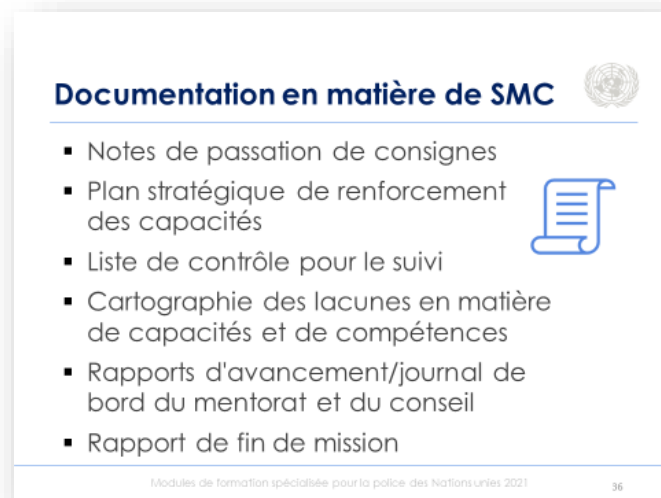 Documentation en matière de SMC
▪ Notes de passation de consignes
▪ Plan stratégique de renforcement
des capacités
▪ Liste de contrôle pour le suivi
▪ Cartographie des lacunes en matière
de capacités et de compétences
▪ Rapports d'avancement/journal de
bord du mentorat et du conseil
▪ Rapport de fin de mission
Modules de formation spécialisée pour la police des Nations unies 2021
36